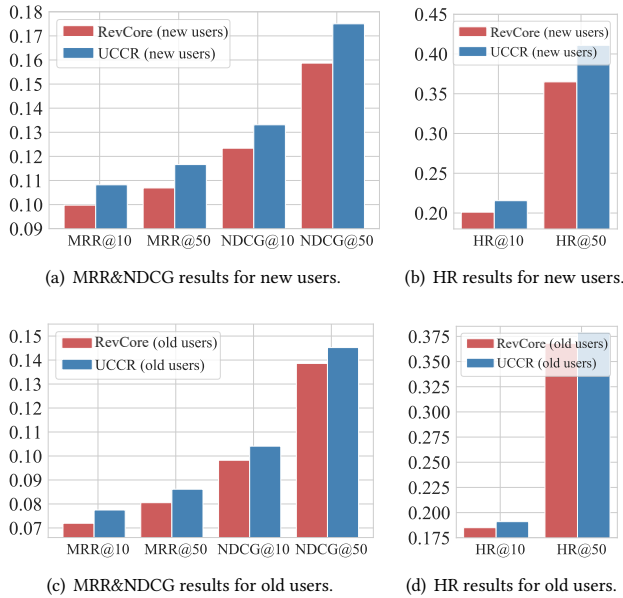 0.18
0.17
0.16
0.15
0.14
0.13
0.12
0.11
0.10
0.09
RevCore (new users)
UCCR (new users)
MRR@10 MRR@50 NDCG@10 NDCG@50
(a) MRR&NDCG results for new users.
0.45
0.40
0.35
0.30
0.25
0.20
RevCore (new users)
UCCR (new users)
HR@10 HR@50
(b) HR results for new users.
0.15
0.14
0.13
0.12
0.11
0.10
0.09
0.08
0.07
RevCore (old users)
UCCR (old users)
MRR@10 MRR@50 NDCG@10 NDCG@50
(c) MRR&NDCG results for old users.
0.375
0.350
0.325
0.300
0.275
0.250
0.225
0.200
0.175
RevCore (old users)
UCCR (old users)
HR@10 HR@50
(d) HR results for old users.